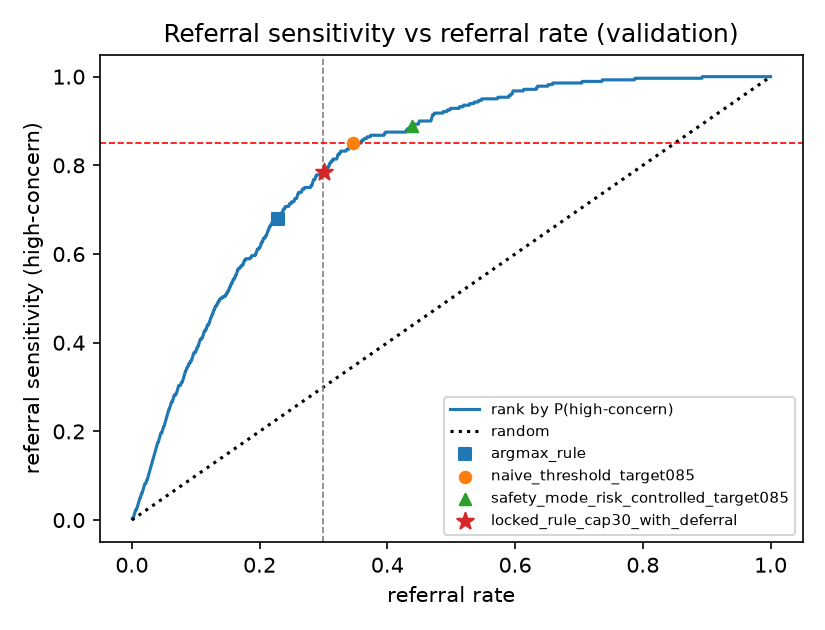 Referral sensitivity vs referral rate (validation)
referral sensitivity (high-concern)
1.0
0.8
0.6
0.4
0.2
0.0
0.0 0.2 0.4 0.6 0.8 1.0
referral rate
rank by P(high-concern)
random
argmax_rule
naive_threshold_target085
safety_mode_risk_controlled_target085
locked_rule_cap30_with_deferral